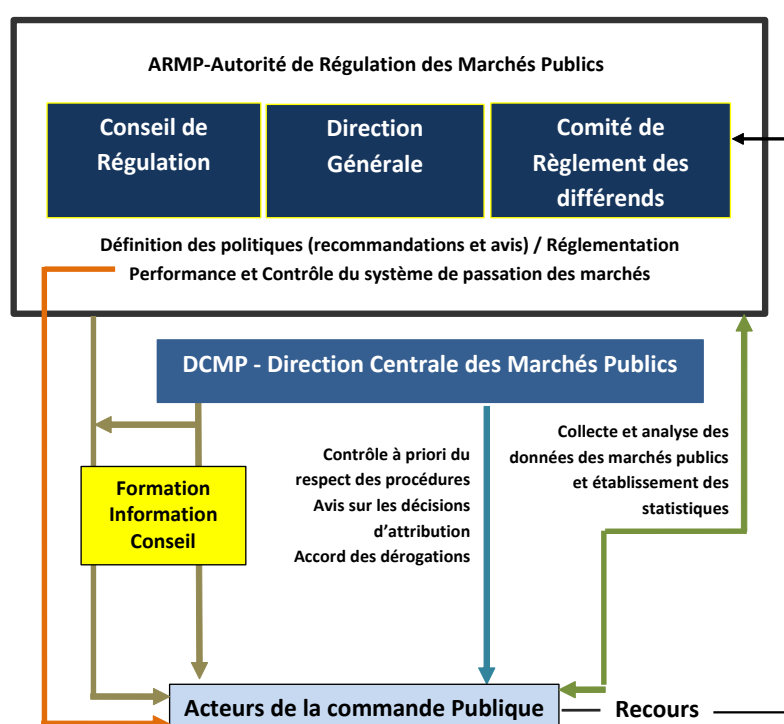 ARMP-Autorité de Régulation des Marchés Publics
Conseil de
Régulation
Direction
Générale
Comité de
Règlement des
différends
Définition des politiques (recommandations et avis) / Réglementation
Performance et Contrôle du système de passation des marchés
DCMP - Direction Centrale des Marchés Publics
Formation
Information
Conseil
Contrôle à priori du
respect des procédures
Avis sur les décisions
d’attribution
Accord des dérogations
Collecte et analyse des
données des marchés publics
et établissement des
statistiques
Acteurs de la commande Publique
Recours